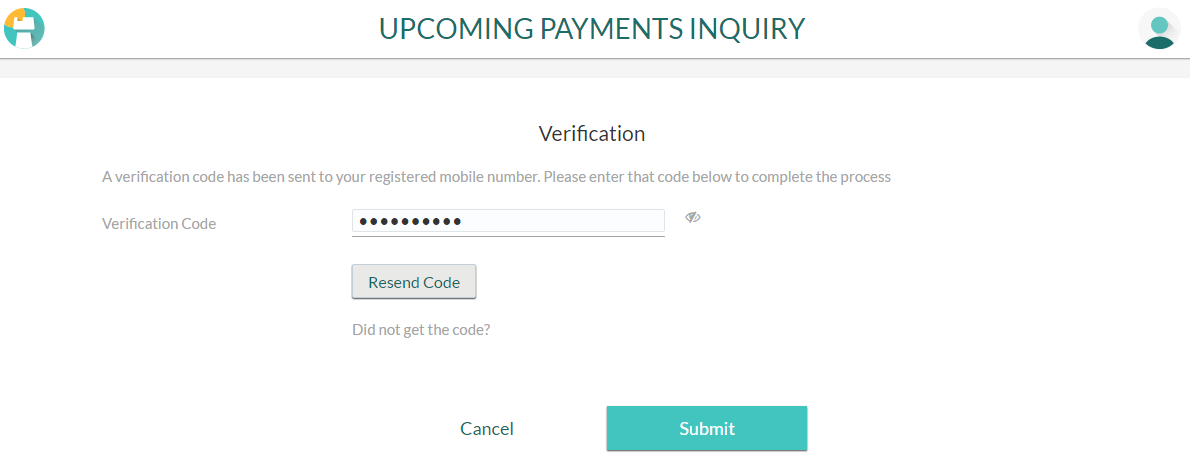 UPCOMING PAYMENTS INQUIRY
Verification
A verification code has been sent to your registered mobile number. Please enter that code below to complete the process
Verification Code ••••••••••
Resend Code
Did not get the code?
Cancel Submit